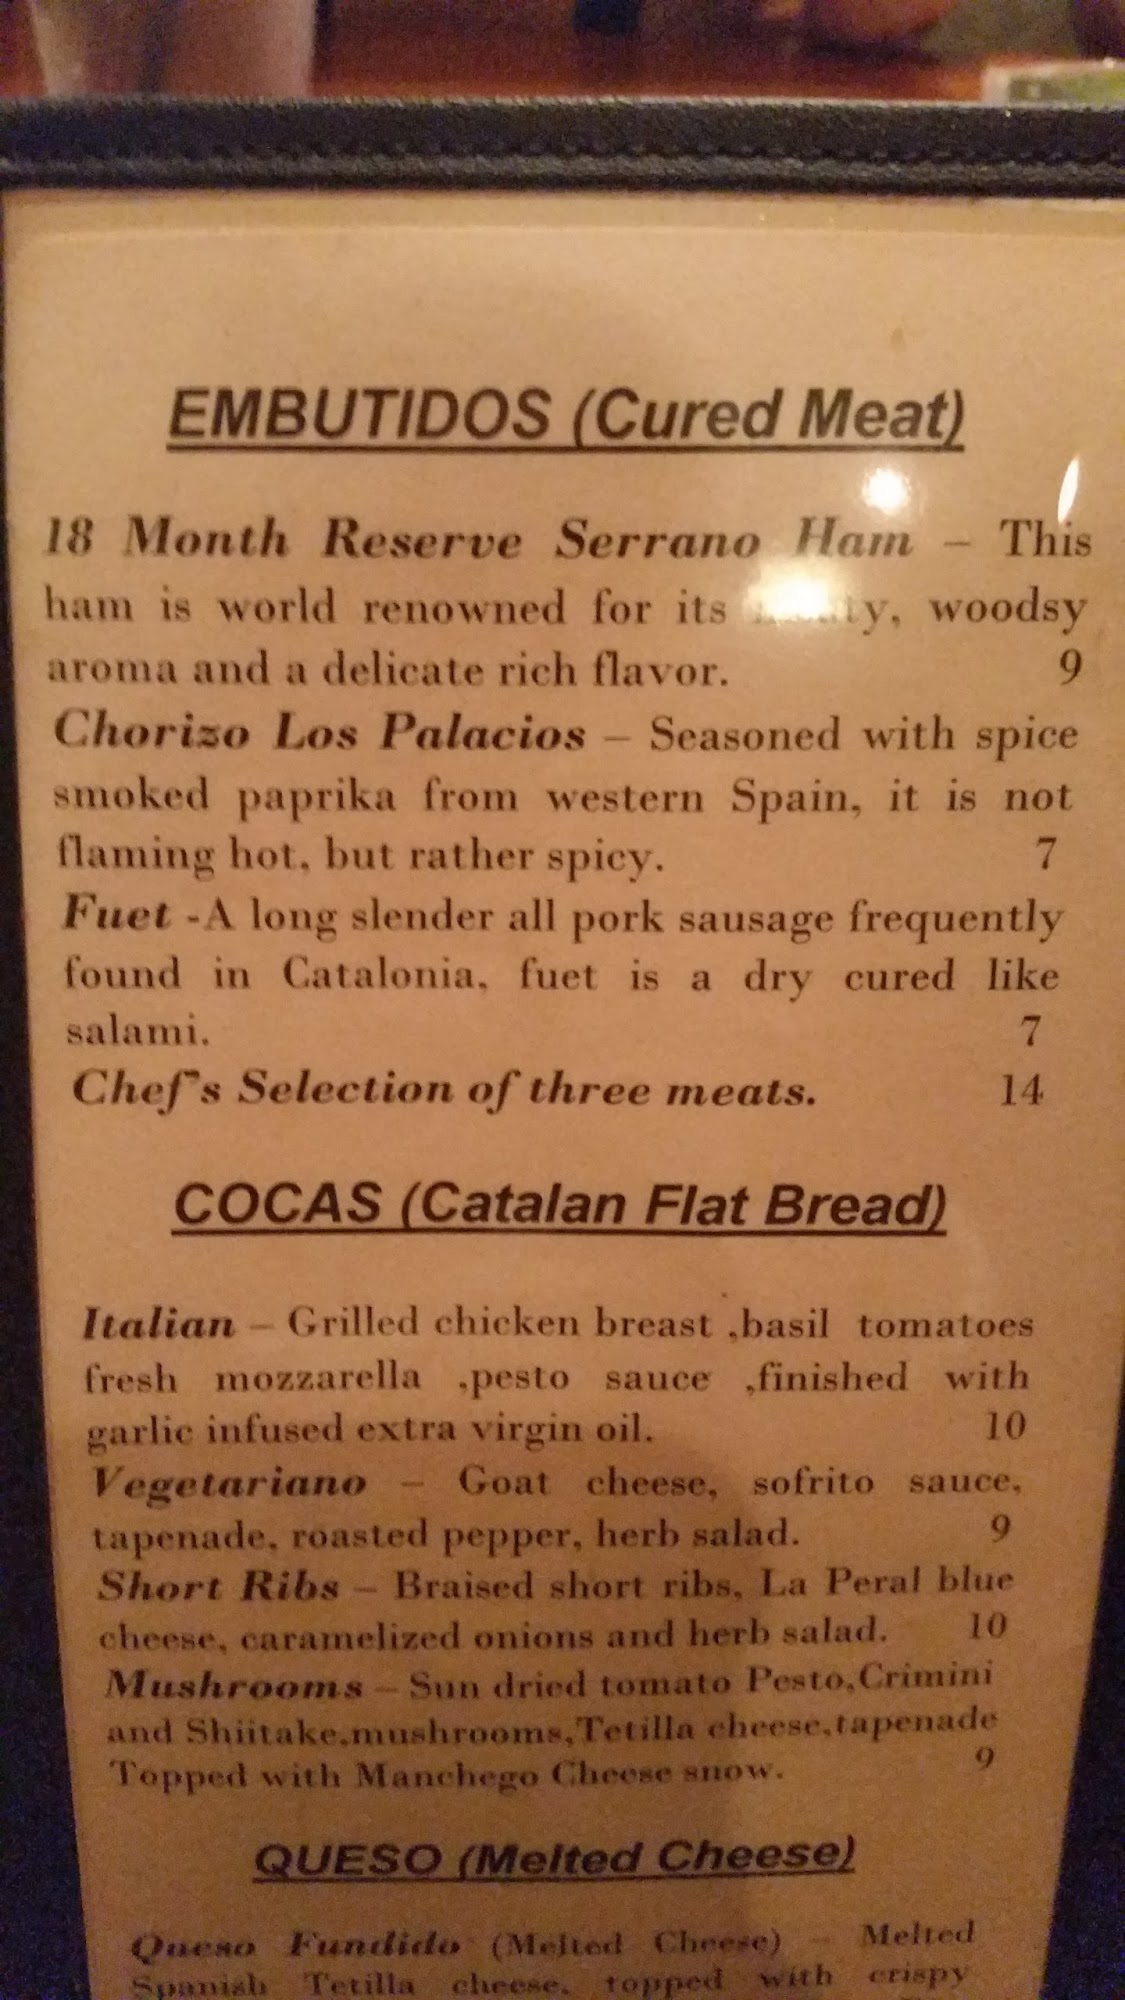 EMBUTIDOS (Cured Meat)
18 Month Reserve Serrano Ham – This
ham is world renowned for its woodsy
aroma and a delicate rich flavor. 9
Chorizo Los Palacios – Seasoned with spice
smoked paprika from western Spain, it is not
flaming hot, but rather spicy. 7
Fuet -A long slender all pork sausage frequently
found in Catalonia, fuet is a dry cured like
salami. 7
Chef's Selection of three meats. 14
COCAS (Catalan Flat Bread)
Italian – Grilled chicken breast ,basil tomatoes
fresh mozzarella ,pesto sauce ,finished with
garlic infused extra virgin oil. 10
Vegetariano – Goat cheese, sofrito sauce,
tapenade, roasted pepper, herb salad. 9
Short Ribs – Braised short ribs, La Peral blue
cheese, caramelized onions and herb salad. 10
Mushrooms – Sun dried tomato Pesto,Crimini
and Shiitake,mushrooms,Tetilla cheese,tapenade
Topped with Manchego Cheese snow. 9
QUESO (Melted Cheese)
Queso Fundido (Melted Cheese) – Melted
Spanish Tetilla cheese, topped with crispy